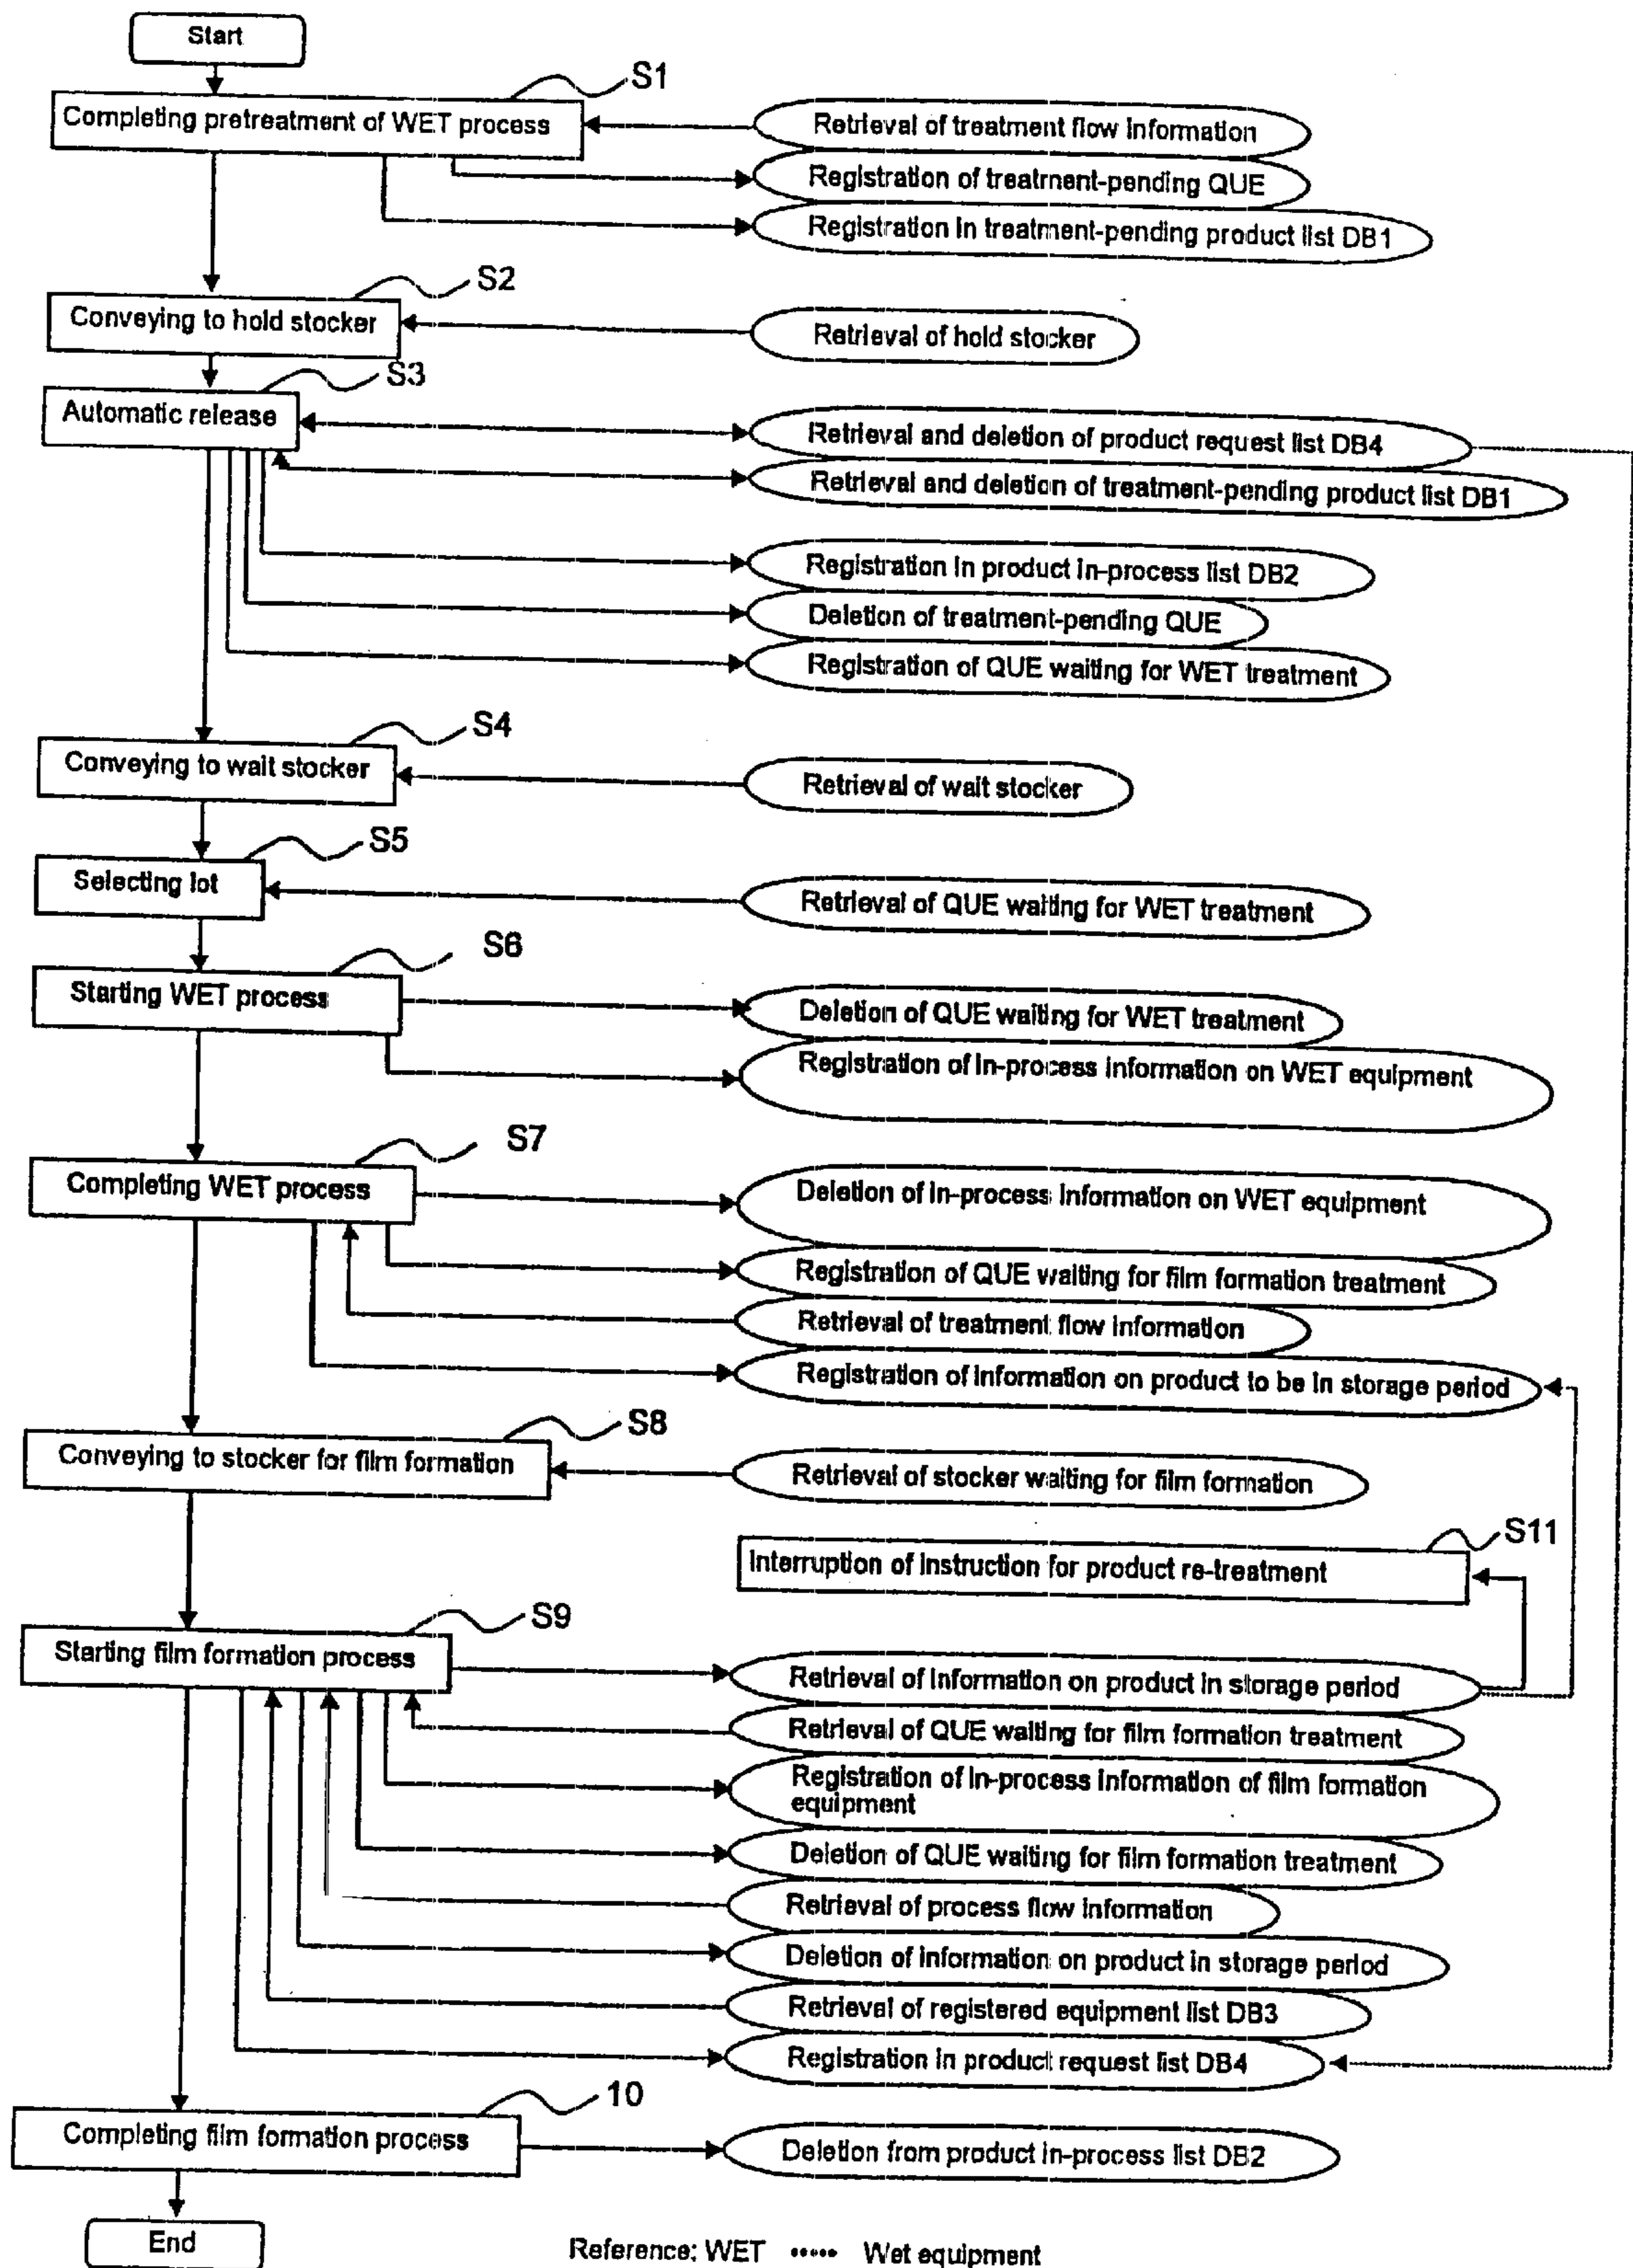 Start
S1
Completing pretreatment of WET process
Retrieval of treatment flow information
Registration of treatment-pending QUE
Registration in treatment-pending product list DB1
S2
Conveying to hold stocker
Retrieval of hold stocker
S3
Automatic release
Retrieval and deletion of product request list DB4
Retrieval and deletion of treatment-pending product list DB1
Registration in product in-process list DB2
Deletion of treatment-pending QUE
Registration of QUE waiting for WET treatment
S4
Conveying to wait stocker
Retrieval of wait stocker
S5
Selecting lot
Retrieval of QUE waiting for WET treatment
S6
Starting WET process
Deletion of QUE waiting for WET treatment
Registration of in-process information on WET equipment
S7
Completing WET process
Deletion of in-process information on WET equipment
Registration of QUE waiting for film formation treatment
Retrieval of treatment flow information
Registration of information on product to be in storage period
S8
Conveying to stocker for film formation
Retrieval of stocker waiting for film formation
S11
Interruption of instruction for product re-treatment
S9
Starting film formation process
Retrieval of information on product in storage period
Retrieval of QUE waiting for film formation treatment
Registration of in-process information of film formation
equipment
Deletion of QUE waiting for film formation treatment
Retrieval of process flow information
Deletion of information on product in storage period
Retrieval of registered equipment list DB3
Registration in product request list DB4
10
Completing film formation process
Deletion from product in-process list DB2
End
Reference: WET ..... Wet equipment